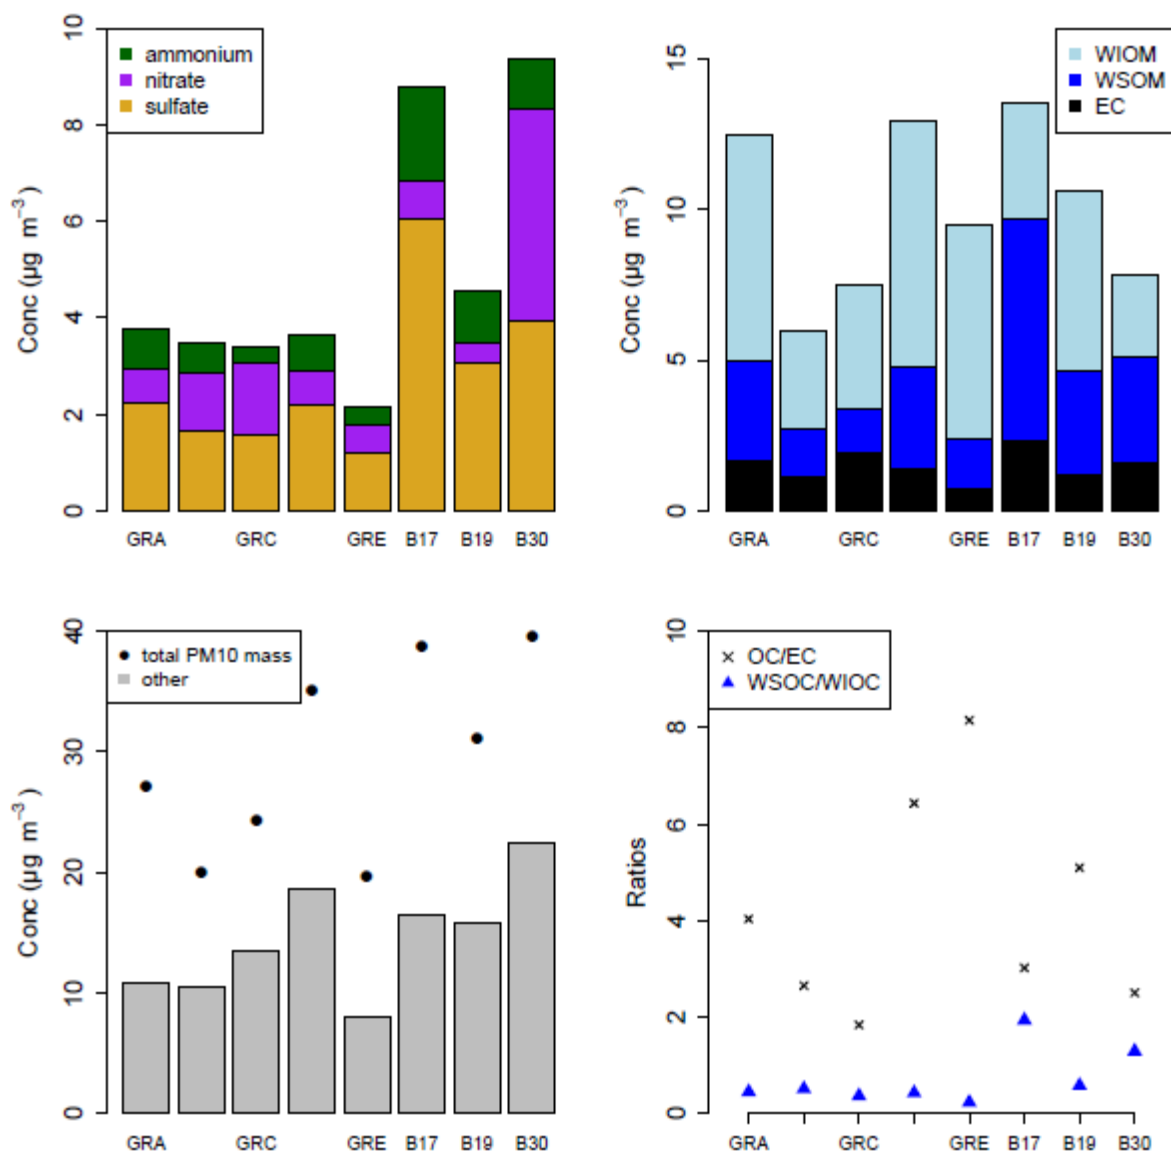 10
8
6
4
2
0
Conc (µg m⁻³)
ammonium
nitrate
sulfate
GRA GRC GRE B17 B19 B30
15
10
5
0
Conc (µg m⁻³)
WIOM
WSOM
EC
GRA GRC GRE B17 B19 B30
40
30
20
10
0
Conc (µg m⁻³)
total PM10 mass
other
GRA GRC GRE B17 B19 B30
10
8
6
4
2
0
Ratios
OC/EC
WSOC/WIOC
GRA GRC GRE B17 B19 B30